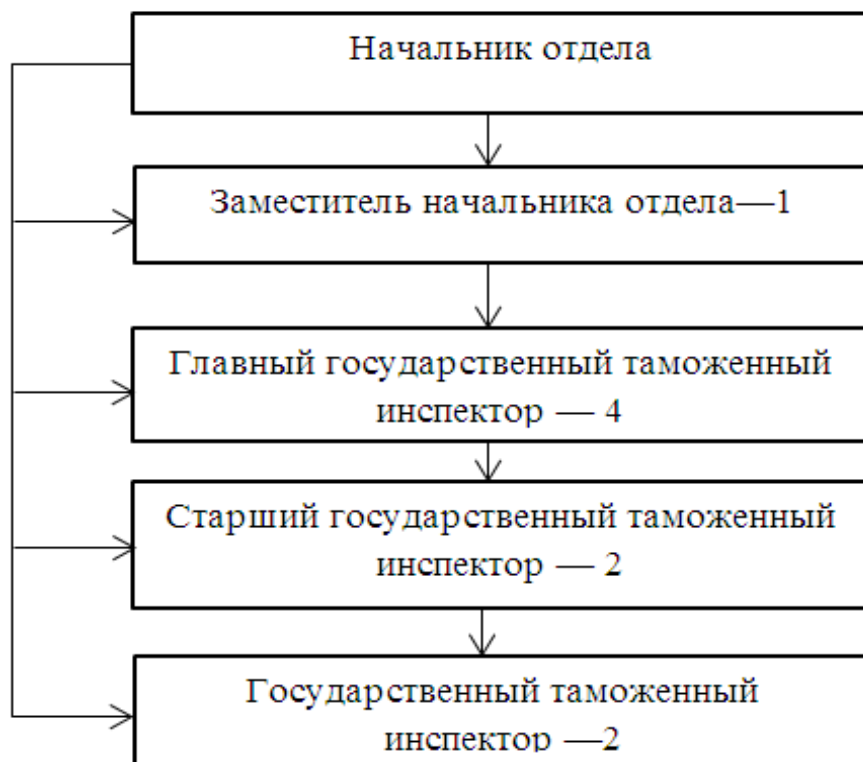 Начальник отдела
Заместитель начальника отдела—1
Главный государственный таможенный
инспектор — 4
Старший государственный таможенный
инспектор — 2
Государственный таможенный
инспектор —2